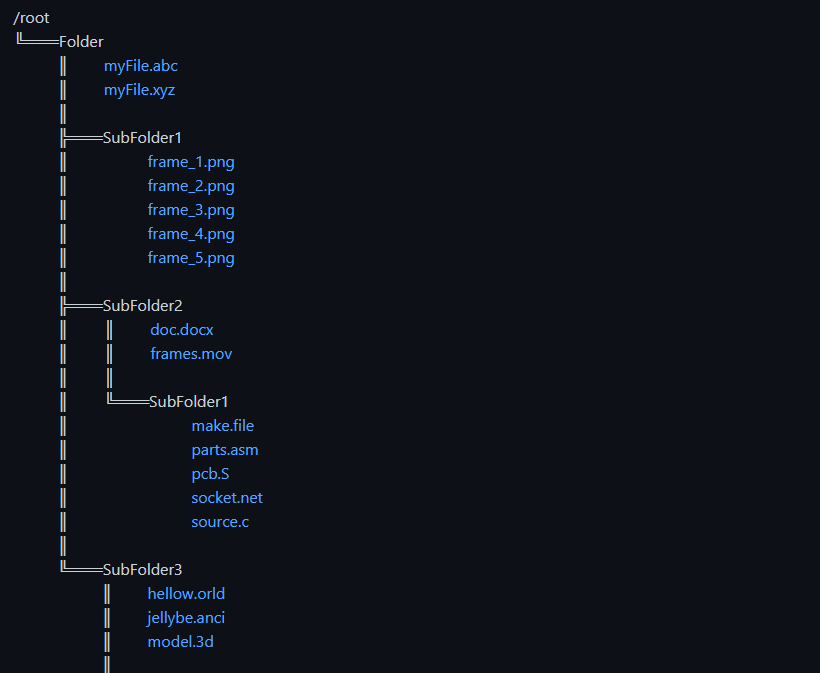 /root
╚════Folder
║ myFile.abc
║ myFile.xyz
║
╠════SubFolder1
║ frame_1.png
║ frame_2.png
║ frame_3.png
║ frame_4.png
║ frame_5.png
║
╠════SubFolder2
║ ║ doc.docx
║ ║ frames.mov
║ ║
║ ╚════SubFolder1
║ make.file
║ parts.asm
║ pcb.S
║ socket.net
║ source.c
║
╚════SubFolder3
║ hellow.orld
║ jellybe.anci
║ model.3d
║